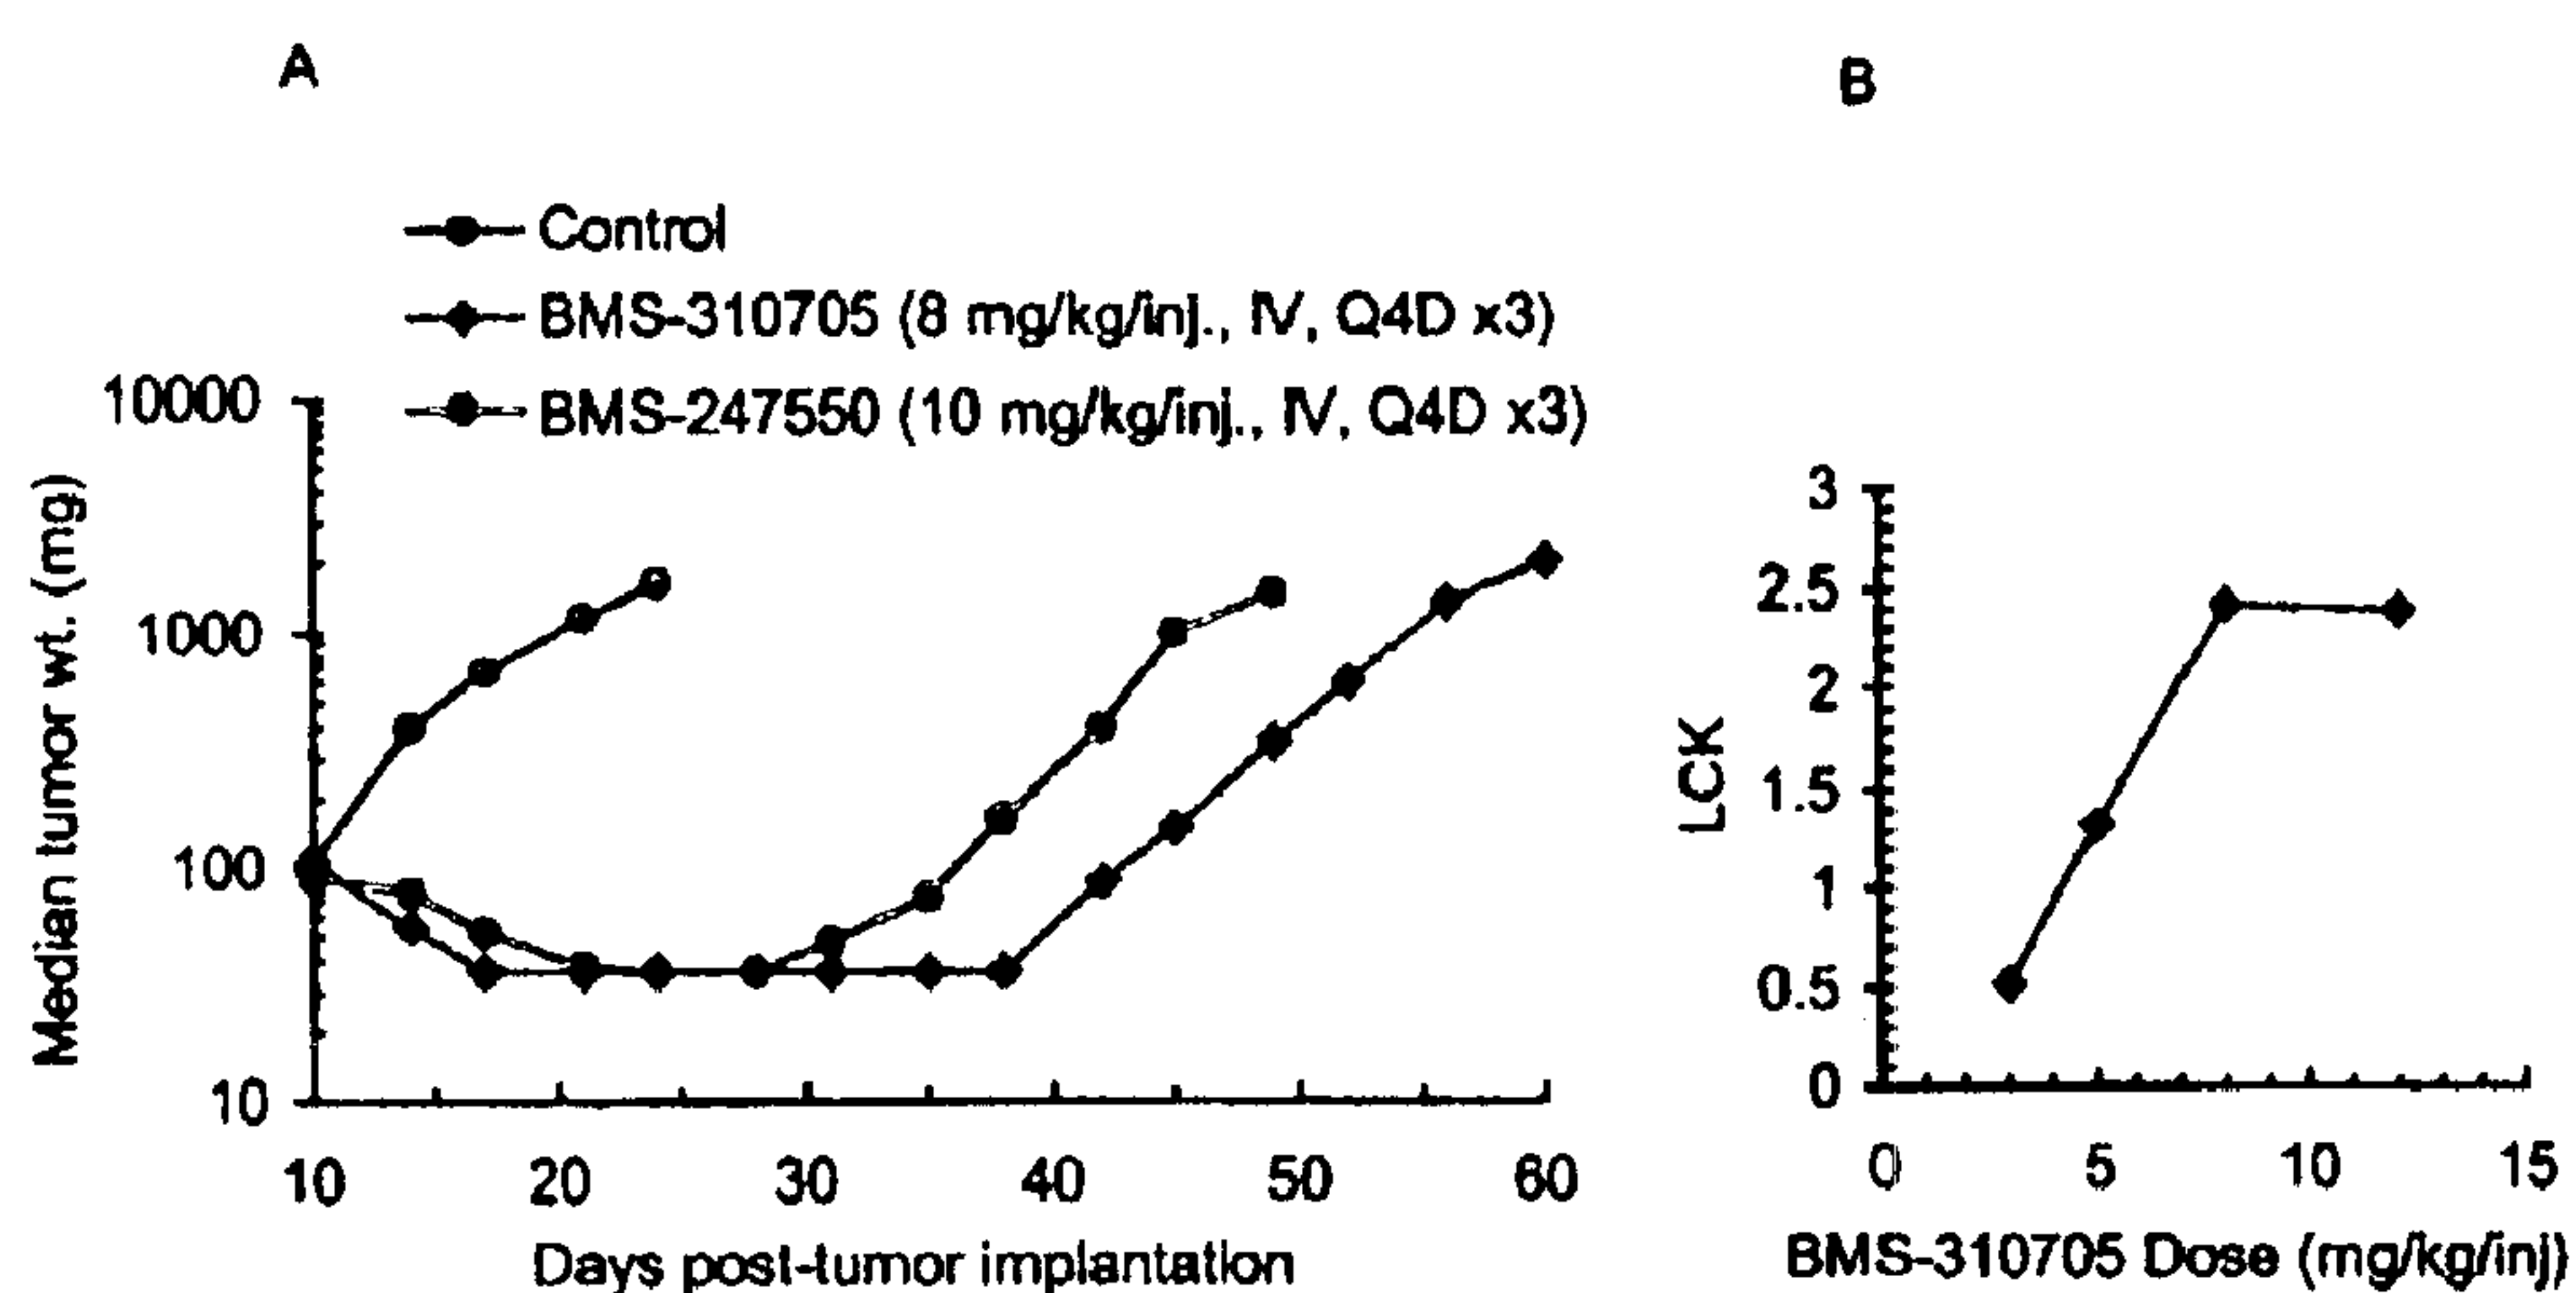 A
B
Control
BMS-310705 (8 mg/kg/inj., IV, Q4D x3)
BMS-247550 (10 mg/kg/inj., IV, Q4D x3)
Median tumor wt. (mg)
10000
1000
100
10
10 20 30 40 50 60
Days post-tumor implantation
LCK
3
2.5
2
1.5
1
0.5
0
0 5 10 15
BMS-310705 Dose (mg/kg/inj)